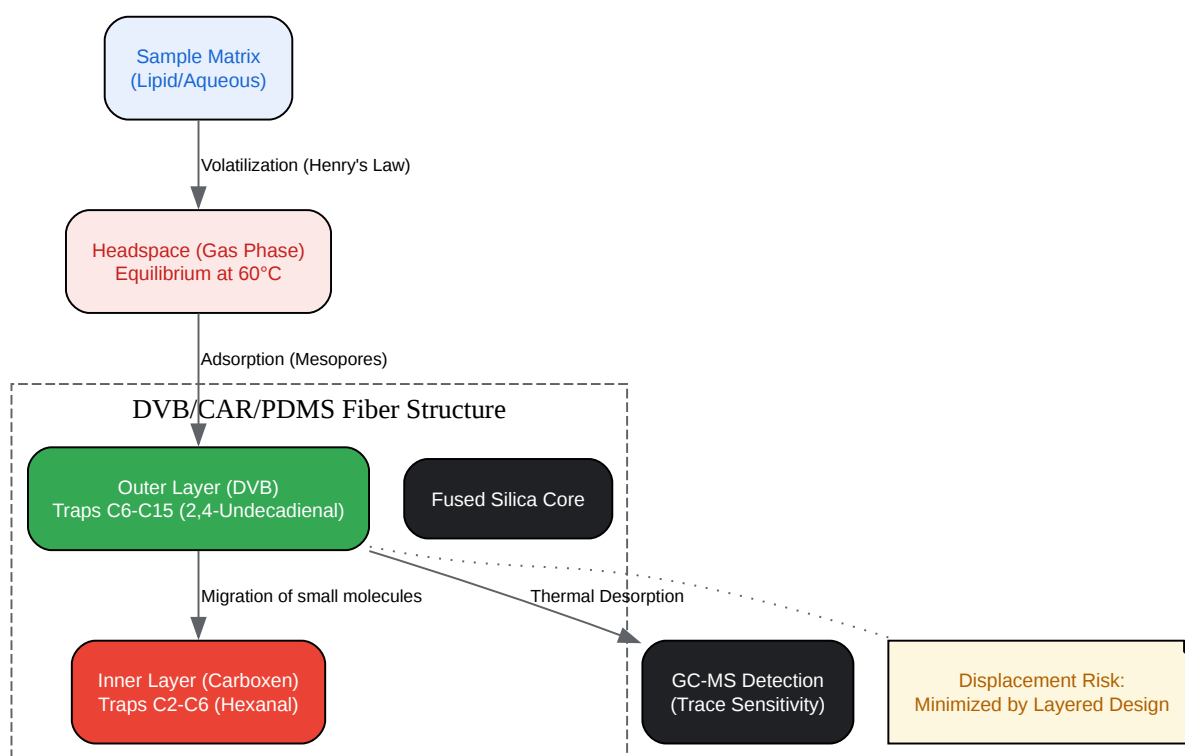 Sample Matrix
(Lipid/Aqueous)
Volatilization (Henry's Law)
Headspace (Gas Phase)
Equilibrium at 60°C
Adsorption (Mesopores)
DVB/CAR/PDMS Fiber Structure
Outer Layer (DVB)
Traps C6-C15 (2,4-Undecadienal)
Fused Silica Core
Migration of small molecules
Thermal Desorption
Inner Layer (Carboxen)
Traps C2-C6 (Hexanal)
GC-MS Detection
(Trace Sensitivity)
Displacement Risk:
Minimized by Layered Design